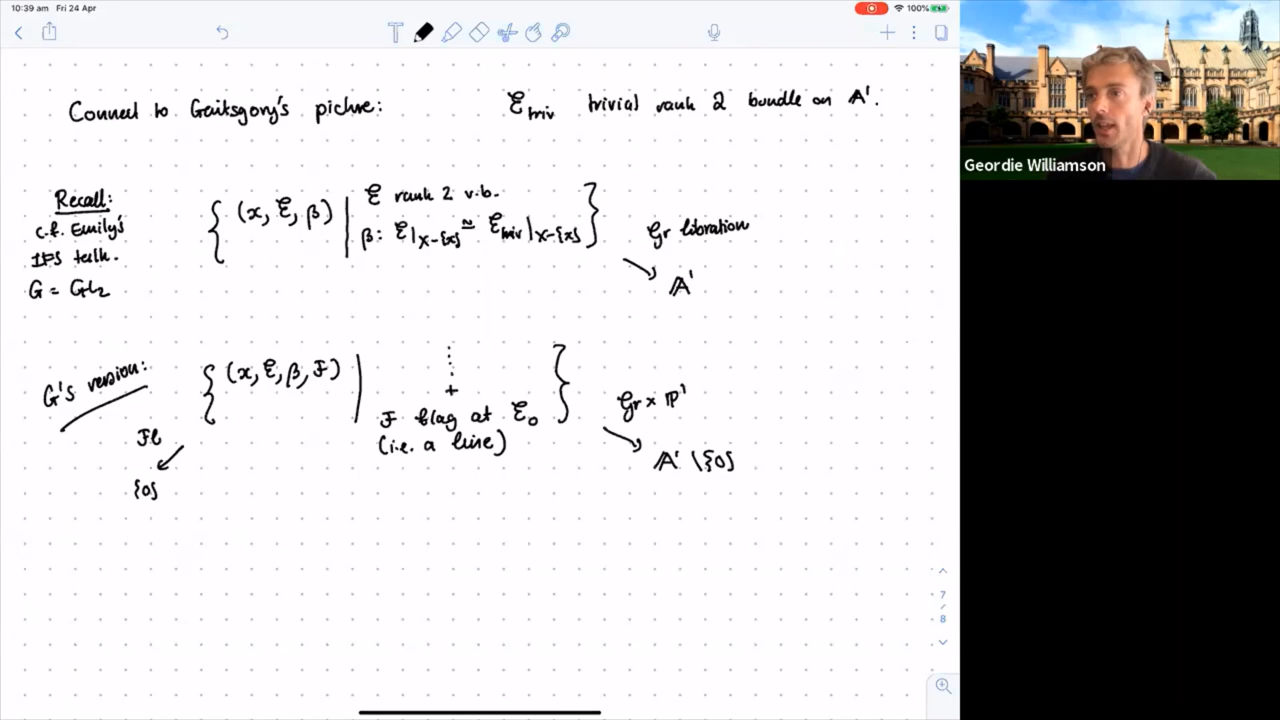 10:39 am Fri 24 Apr
100%
Connect to Gaitsgory's picture: ℰ_triv trivial rank 2 bundle on 𝔸¹.
Recall:
c.f. Emily's
IFS talk.
G = GL₂
{ (x, ℰ, β) | ℰ rank 2 v.b.
β: ℰ|_{X-{x}} ≅ ℰ_triv|_{X-{x}} }
Gr fibration
↘ 𝔸¹
G's version:
{ (x, ℰ, β, ℱ) | ⋮
+
ℱ flag at ℰ₀
(i.e. a line) }
Gr × ℙ¹
↘ 𝔸¹ \ {0}
Fl
↙
{0}
7
/
8
Geordie Williamson